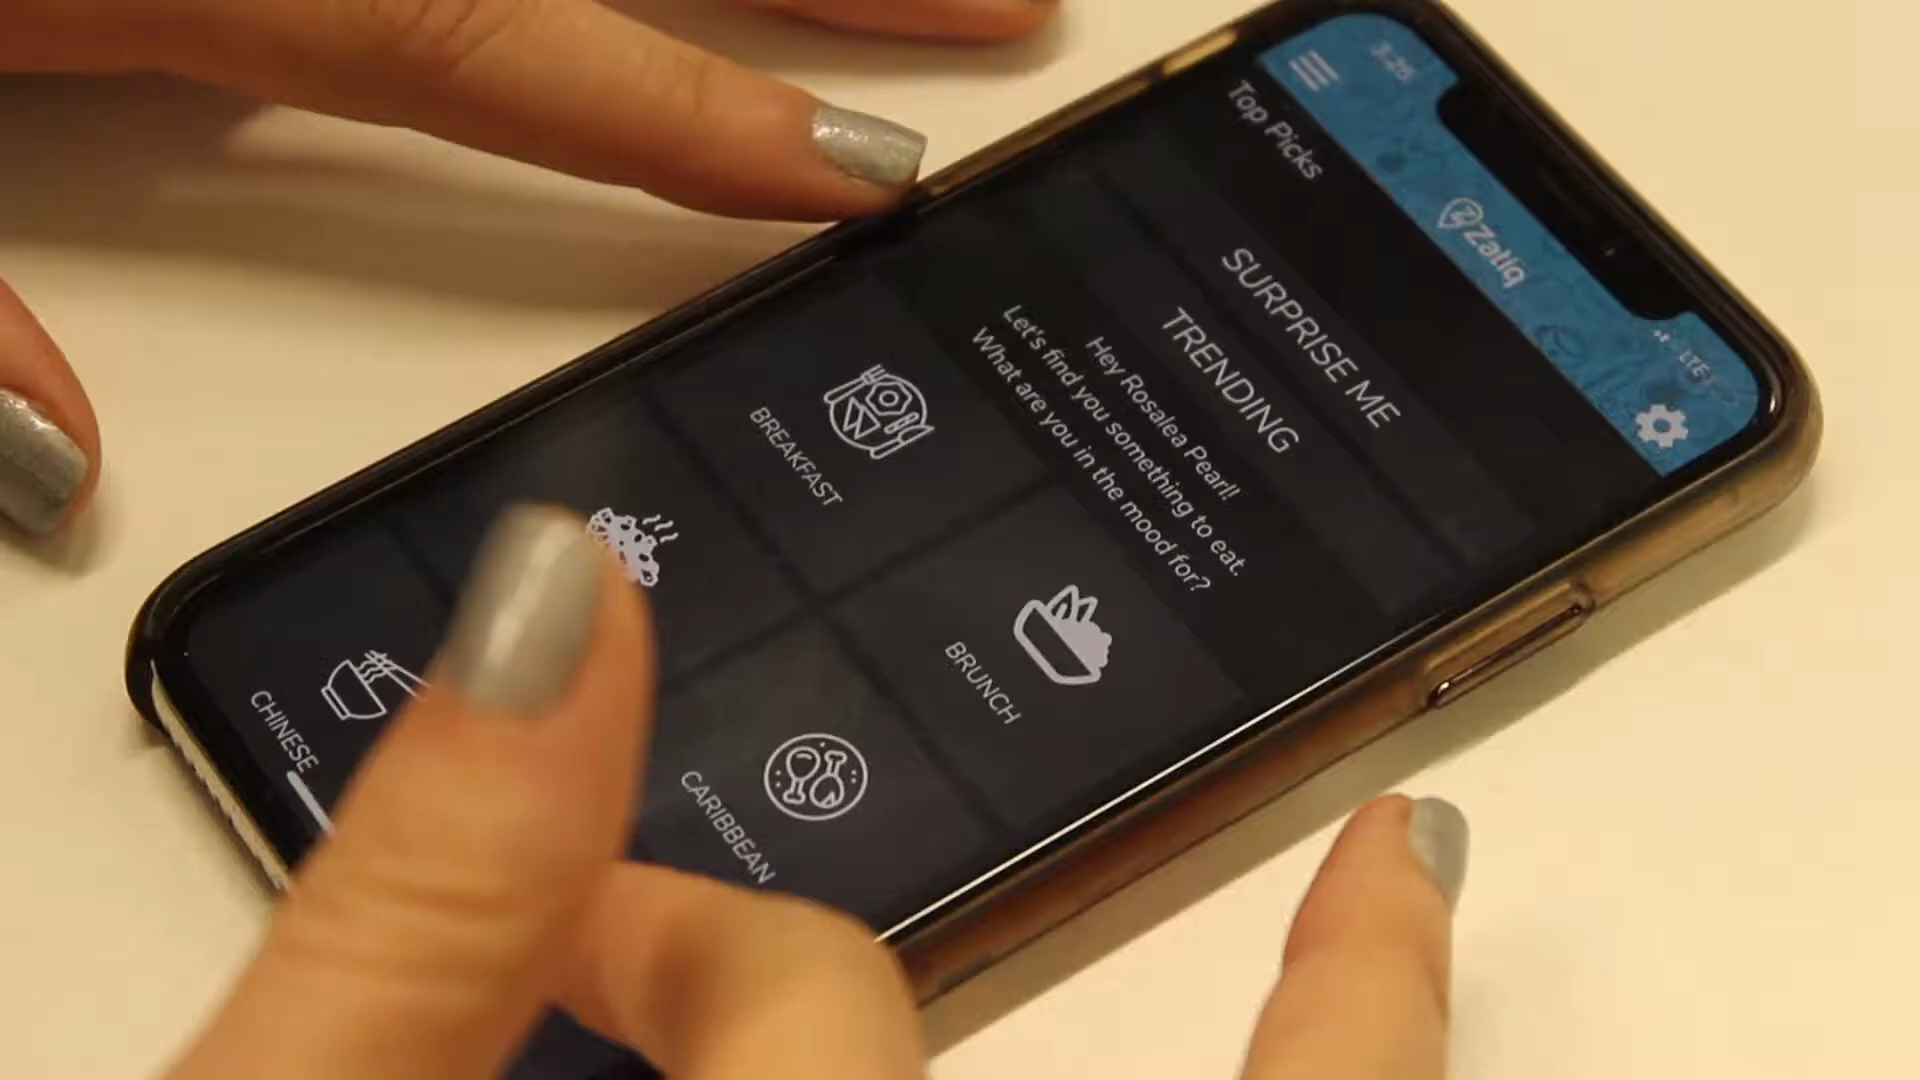 3:26
LTE
Zatiq
Top Picks
SURPRISE ME
TRENDING
Hey Rosalea Pearl!
Let's find you something to eat.
What are you in the mood for?
BREAKFAST
BRUNCH
CARIBBEAN
CHINESE